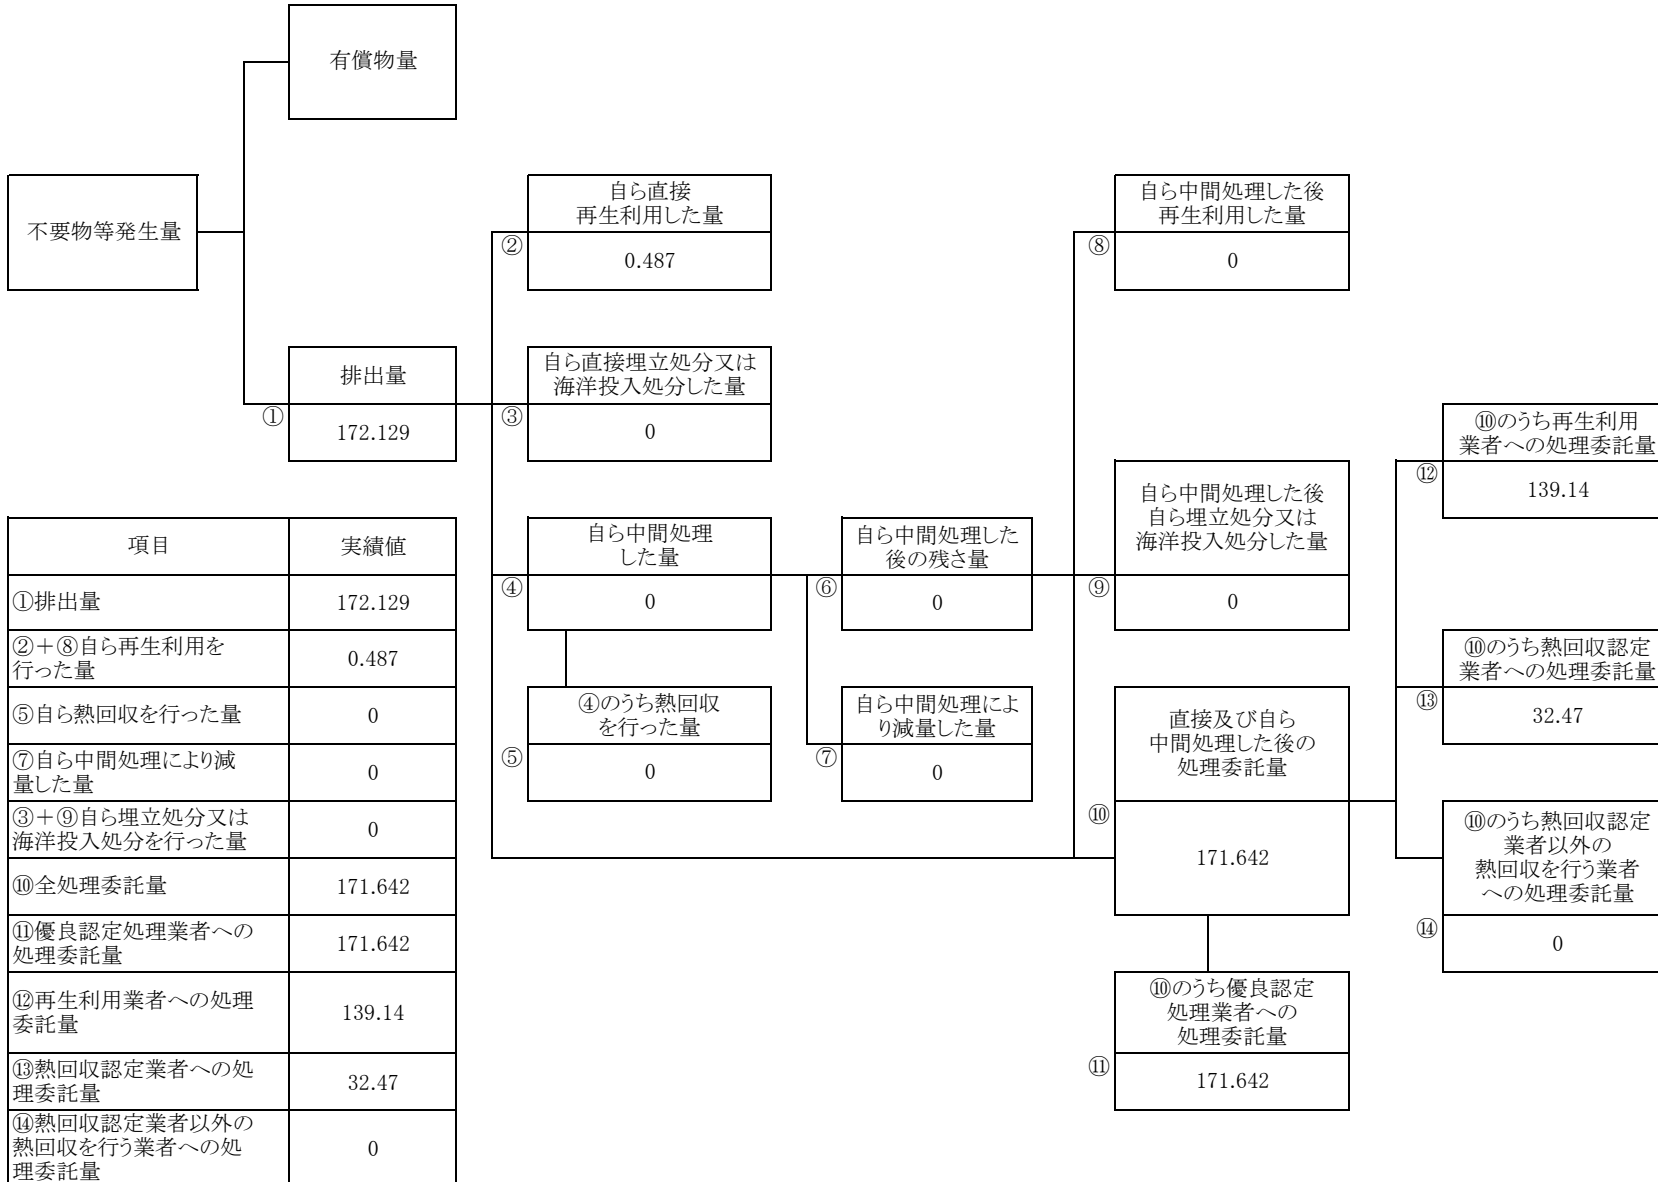 有償物量
不要物等発生量
自ら直接
再生利用した量
②
0.487
自ら中間処理した後
再生利用した量
⑧
0
排出量
①
172.129
自ら直接埋立処分又は
海洋投入処分した量
③
0
⑩のうち再生利用
業者への処理委託量
⑫
139.14
自ら中間処理
した量
④
0
自ら中間処理した
後の残さ量
⑥
0
自ら中間処理した後
自ら埋立処分又は
海洋投入処分した量
⑨
0
⑩のうち熱回収認定
業者への処理委託量
⑬
32.47
④のうち熱回収
を行った量
⑤
0
自ら中間処理によ
り減量した量
⑦
0
直接及び自ら
中間処理した後の
処理委託量
⑩
171.642
⑩のうち熱回収認定
業者以外の
熱回収を行う業者
への処理委託量
⑭
0
⑩のうち優良認定
処理業者への
処理委託量
⑪
171.642
項目 実績値
①排出量 172.129
②+⑧自ら再生利用を
行った量 0.487
⑤自ら熱回収を行った量 0
⑦自ら中間処理により減
量した量 0
③+⑨自ら埋立処分又は
海洋投入処分を行った量 0
⑩全処理委託量 171.642
⑪優良認定処理業者への
処理委託量 171.642
⑫再生利用業者への処理
委託量 139.14
⑬熱回収認定業者への処
理委託量 32.47
⑭熱回収認定業者以外の
熱回収を行う業者への処
理委託量 0